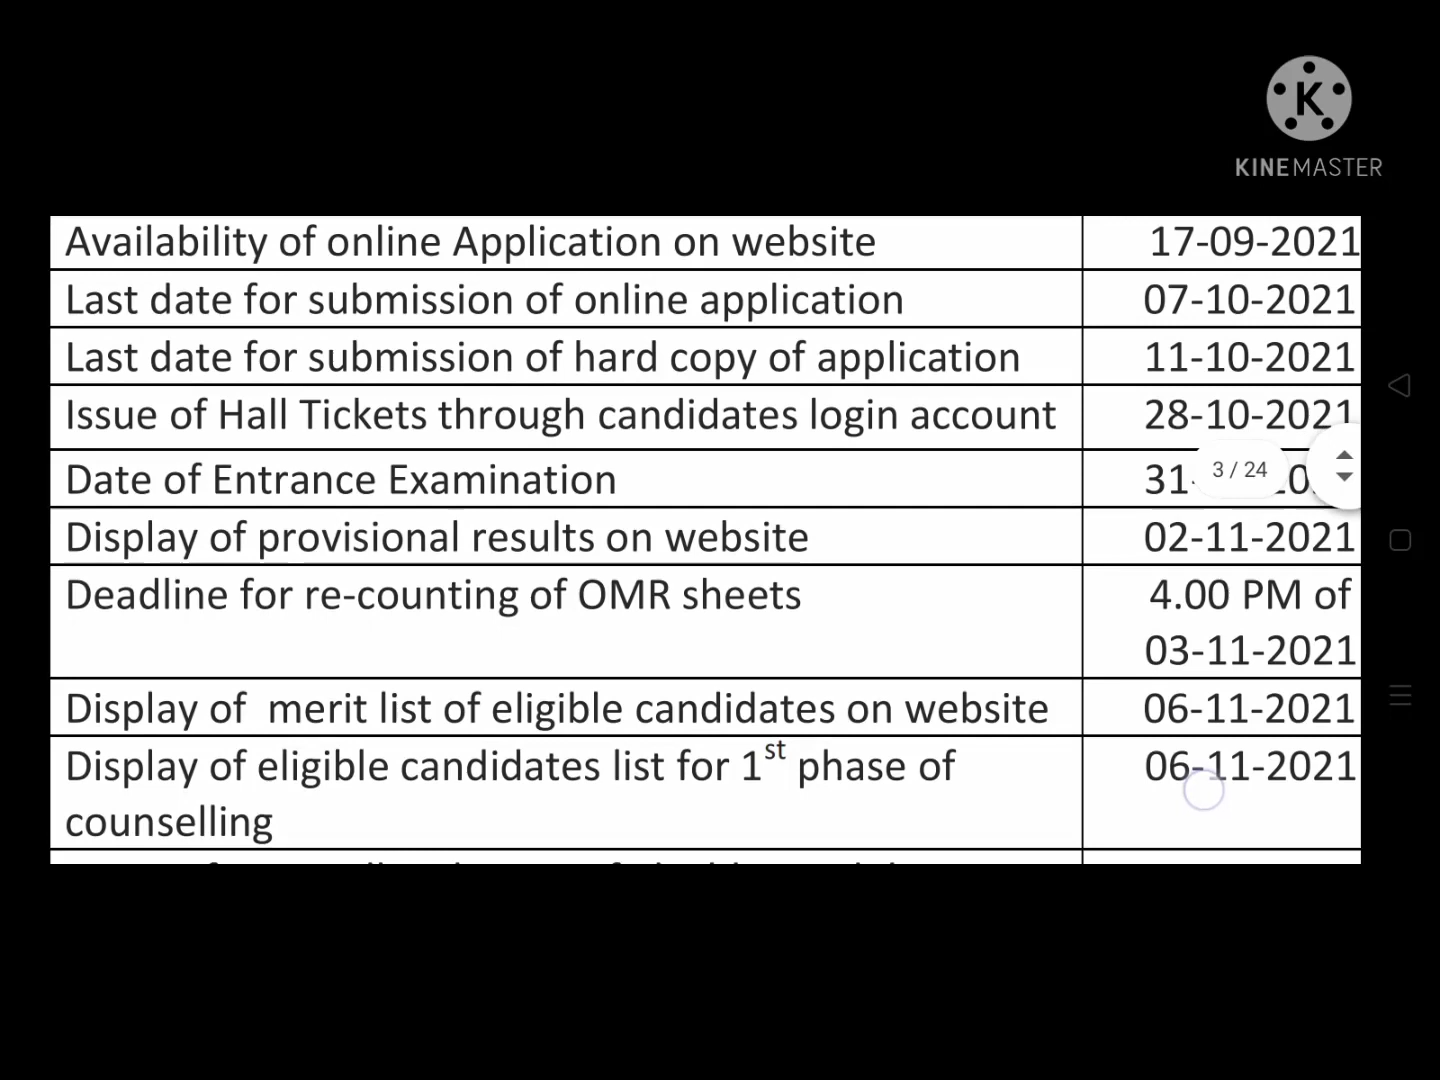 KINEMASTER
Availability of online Application on website 17-09-2021
Last date for submission of online application 07-10-2021
Last date for submission of hard copy of application 11-10-2021
Issue of Hall Tickets through candidates login account 28-10-2021
Date of Entrance Examination 31
3 / 24
Display of provisional results on website 02-11-2021
Deadline for re-counting of OMR sheets 4.00 PM of
03-11-2021
Display of merit list of eligible candidates on website 06-11-2021
Display of eligible candidates list for 1st phase of 06-11-2021
counselling